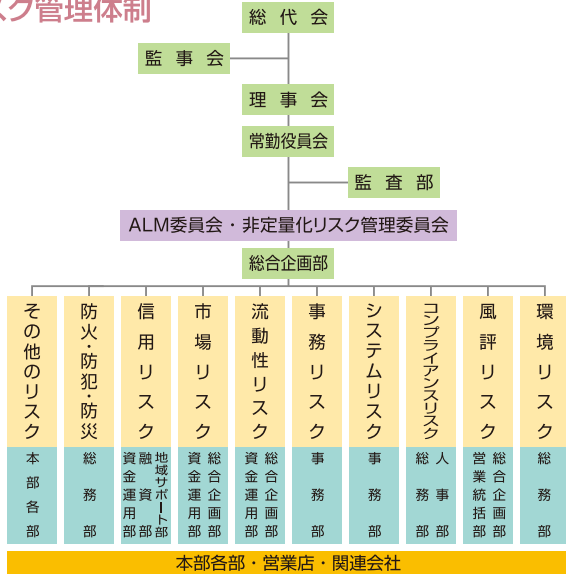 スク管理体制
総代会
監事会
理事会
常勤役員会
監査部
ALM委員会・非定量化リスク管理委員会
総合企画部
その他のリスク
防火・防犯・防災
信用リスク
市場リスク
流動性リスク
事務リスク
システムリスク
コンプライアンスリスク
風評リスク
環境リスク
本部各部
総務部
地域サポート部
融資部
資金運用部
総合企画部
資金運用部
総合企画部
資金運用部
事務部
事務部
人事部
総務部
総合企画部
営業統括部
総務部
本部各部・営業店・関連会社